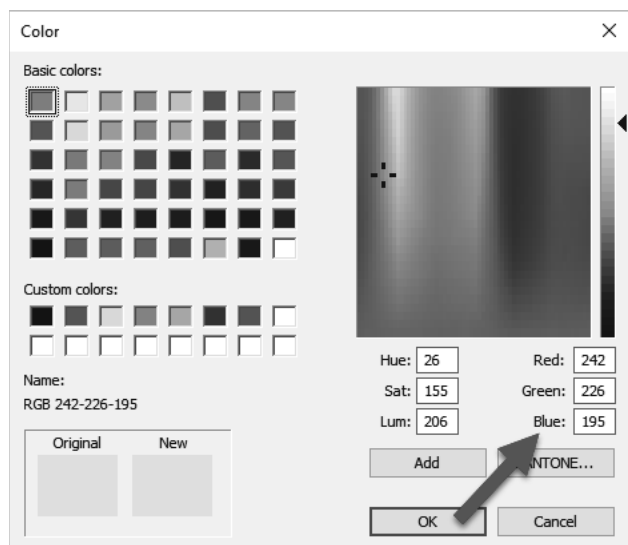 Color
Basic colors:
Custom colors:
Name:
RGB 242-226-195
Original New
Hue: 26 Red: 242
Sat: 155 Green: 226
Lum: 206 Blue: 195
Add
OK Cancel